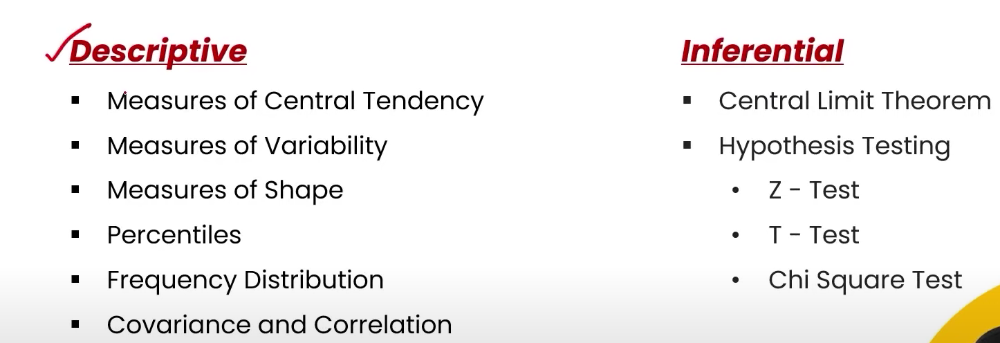 Descriptive
▪ Measures of Central Tendency
▪ Measures of Variability
▪ Measures of Shape
▪ Percentiles
▪ Frequency Distribution
▪ Covariance and Correlation
Inferential
▪ Central Limit Theorem
▪ Hypothesis Testing
• Z - Test
• T - Test
• Chi Square Test